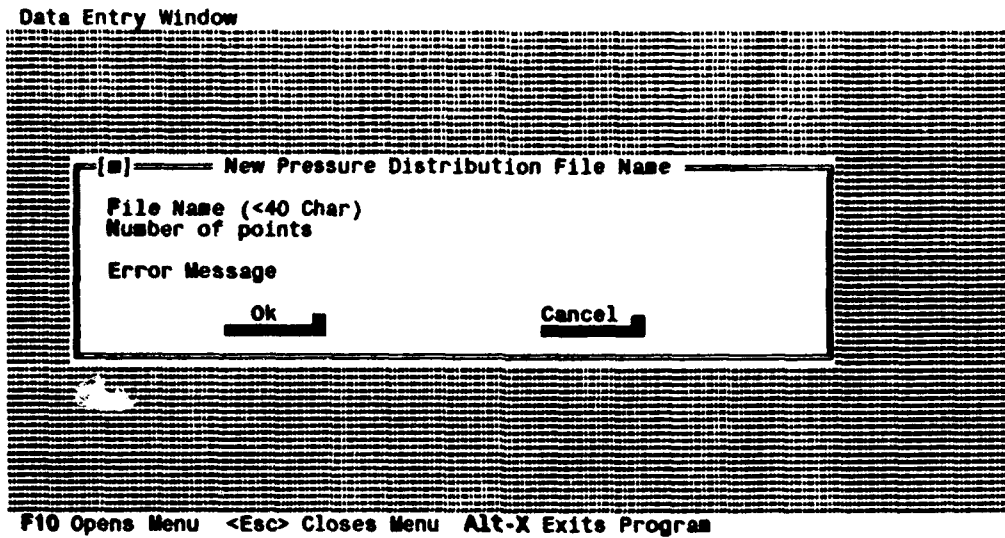 Data Entry Window
[■] New Pressure Distribution File Name
File Name (<40 Char)
Number of points
Error Message
Ok Cancel
F10 Opens Menu <Esc> Closes Menu Alt-X Exits Program